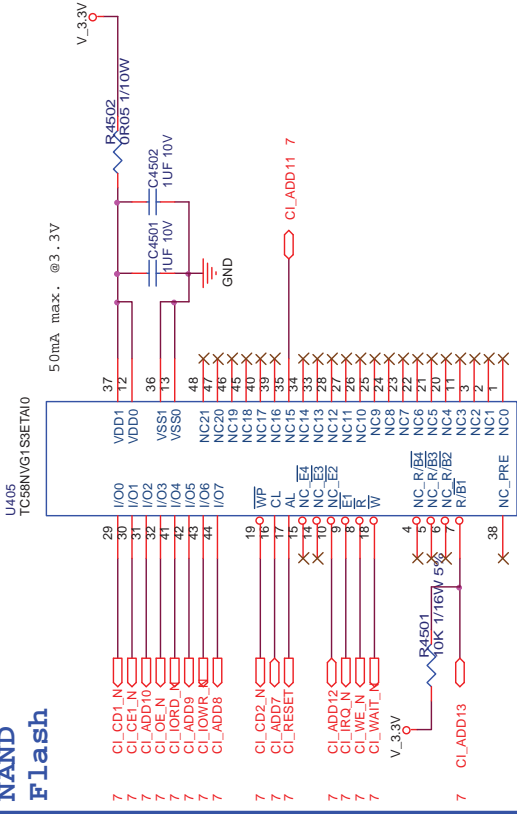 NAND
Flash
U405
TC58NVG1S3ETAI0
50mA max. @3.3V
V_3.3V
R4502
0R05 1/10W
C4501
1UF 10V
C4502
1UF 10V
GND
7 CI_CD1_N 29 I/O0
7 CI_CE1_N 30 I/O1
7 CI_ADD10 31 I/O2
7 CI_OE_N 32 I/O3
7 CI_IORD_N 41 I/O4
7 CI_ADD9 42 I/O5
7 CI_IOWR_N 43 I/O6
7 CI_ADD8 44 I/O7
7 CI_CD2_N 19 WP
7 CI_ADD7 16 CL
7 CI_RESET 17 AL
15 NC_E4
14 NC_E3
7 CI_ADD12 10 NC_E2
7 CI_IRQ_N 9 E1
7 CI_WE_N 8 R
7 CI_WAIT_N 18 W
4 NC_R/B4
5 NC_R/B3
6 NC_R/B2
7 R/B1
38 NC_PRE
V_3.3V
R4501
10K 1/16W 5%
7 CI_ADD13
VDD1 37
VDD0 12
VSS1 36
VSS0 13
NC21 48
NC20 47
NC19 46
NC18 45
NC17 40
NC16 39
NC15 35
NC14 34
NC13 33
NC12 28
NC11 27
NC10 26
NC9 25
NC8 24
NC7 23
NC6 22
NC5 21
NC4 20
NC3 11
NC2 3
NC1 2
NC0 1
CI_ADD11 7